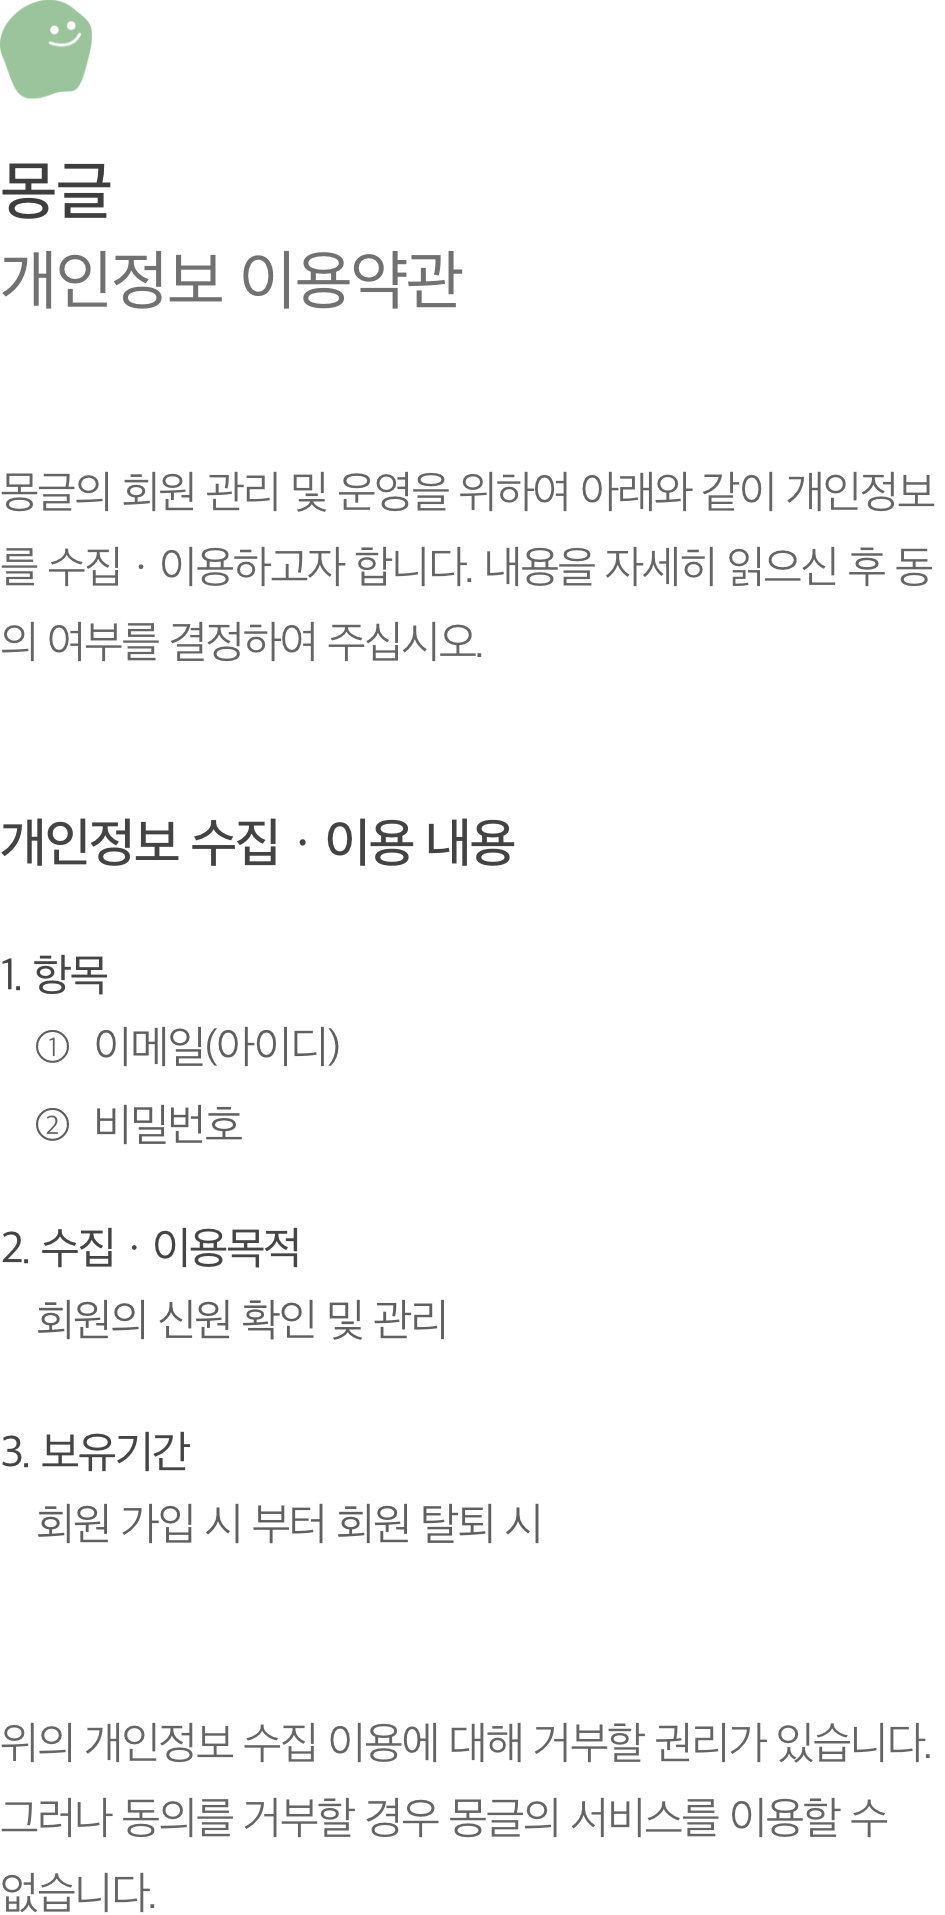 몽글
개인정보 이용약관
몽글의 회원 관리 및 운영을 위하여 아래와 같이 개인정보
를 수집 · 이용하고자 합니다. 내용을 자세히 읽으신 후 동
의 여부를 결정하여 주십시오.
개인정보 수집 · 이용 내용
1. 항목
① 이메일(아이디)
② 비밀번호
2. 수집 · 이용목적
회원의 신원 확인 및 관리
3. 보유기간
회원 가입 시 부터 회원 탈퇴 시
위의 개인정보 수집 이용에 대해 거부할 권리가 있습니다.
그러나 동의를 거부할 경우 몽글의 서비스를 이용할 수
없습니다.